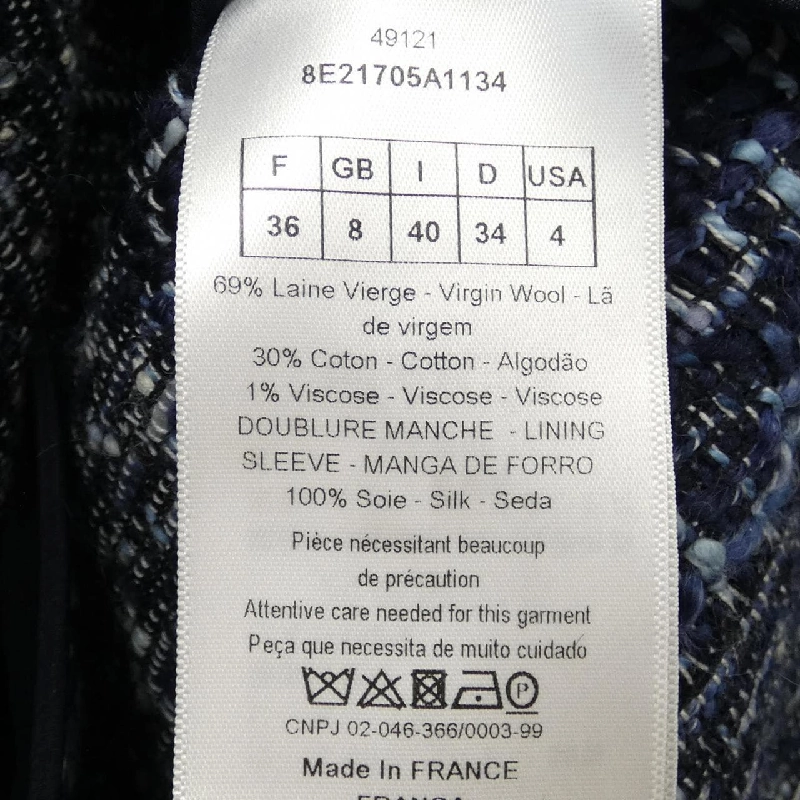 49121
8E21705A1134
F GB I D USA
36 8 40 34 4
69% Laine Vierge - Virgin Wool - Lã
de virgem
30% Coton - Cotton - Algodão
1% Viscose - Viscose - Viscose
DOUBLURE MANCHE - LINING
SLEEVE - MANGA DE FORRO
100% Soie - Silk - Seda
Pièce nécessitant beaucoup
de précaution
Attentive care needed for this garment
Peça que necessita de muito cuidado
P
CNPJ 02-046-366/0003-99
Made In FRANCE